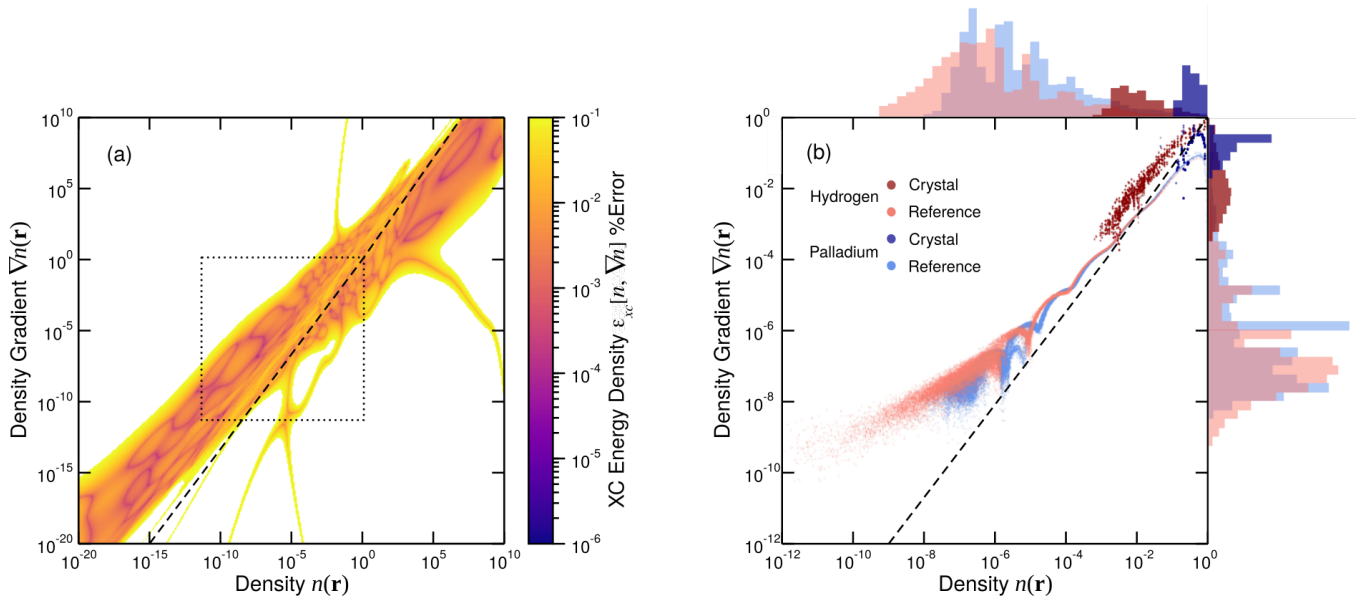 (a)
Density Gradient ∇n(r)
10^10
10^5
10^0
10^-5
10^-10
10^-15
10^-20
10^-20
10^-15
10^-10
10^-5
10^0
10^5
10^10
Density n(r)
10^-1
10^-2
10^-3
10^-4
10^-5
10^-6
XC Energy Density ε_xc[n, ∇n] %Error
(b)
Crystal
Hydrogen
Reference
Crystal
Palladium
Reference
Density Gradient ∇n(r)
10^0
10^-2
10^-4
10^-6
10^-8
10^-10
10^-12
10^-12
10^-10
10^-8
10^-6
10^-4
10^-2
10^0
Density n(r)